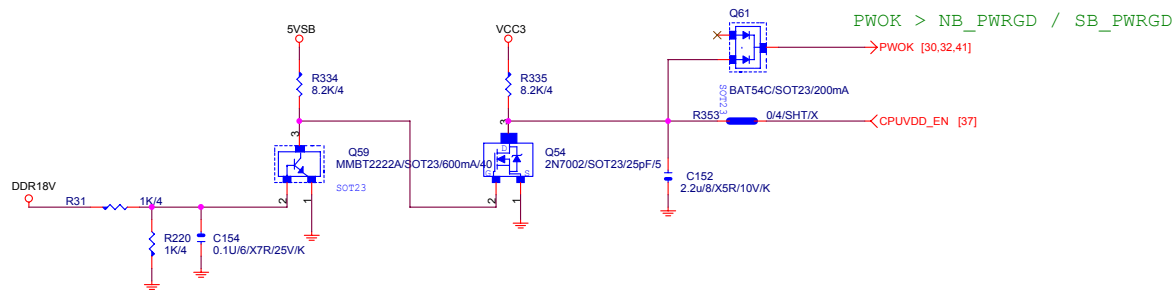 Q61
PWOK > NB_PWRGD / SB_PWRGD
5VSB
VCC3
PWOK [30,32,41]
R334
8.2K/4
R335
8.2K/4
SOT23
BAT54C/SOT23/200mA
R353
0/4/SHT/X
CPUVDD_EN [37]
3
3
Q59
MMBT2222A/SOT23/600mA/40
SOT23
D
G
S
Q54
2N7002/SOT23/25pF/5
C152
2.2u/8/X5R/10V/K
DDR18V
R31
1K/4
2
1
2
1
R220
1K/4
C154
0.1U/6/X7R/25V/K